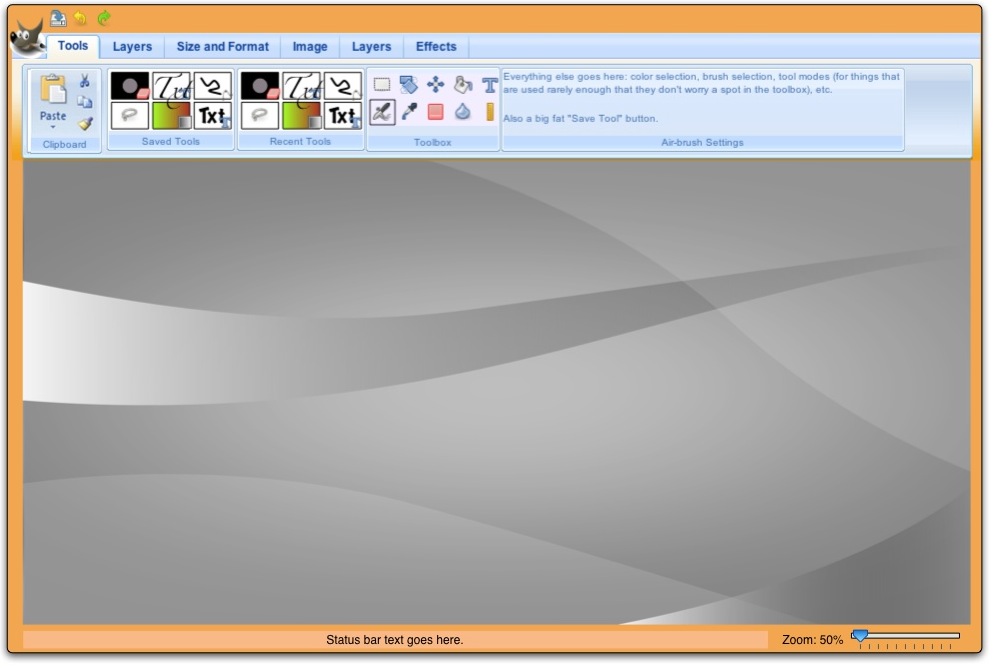 Tools Layers Size and Format Image Layers Effects
Everything else goes here: color selection, brush selection, tool modes (for things that
are used rarely enough that they don't worry a spot in the toolbox), etc.
Also a big fat "Save Tool" button.
Paste
Txt Txt
Txt Txt
T
Clipboard Saved Tools Recent Tools Toolbox Air-brush Settings
Status bar text goes here. Zoom: 50%